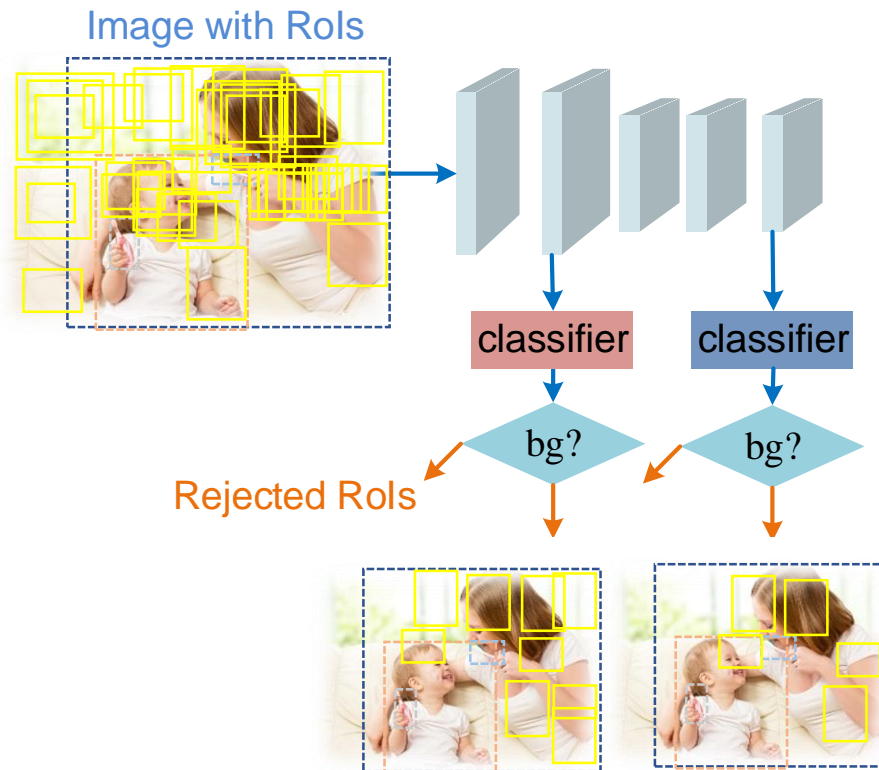 Image with RoIs
classifier
classifier
bg?
bg?
Rejected RoIs